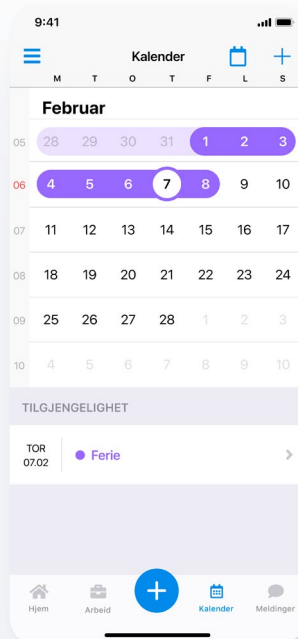 9:41
Kalender
M T O T F L S
Februar
05 28 29 30 31 1 2 3
06 4 5 6 7 8 9 10
07 11 12 13 14 15 16 17
08 18 19 20 21 22 23 24
09 25 26 27 28 1 2 3
10 4 5 6 7 8 9 10
TILGJENGELIGHET
TOR
07.02
Ferie
Hjem Arbeid Kalender Meldinger